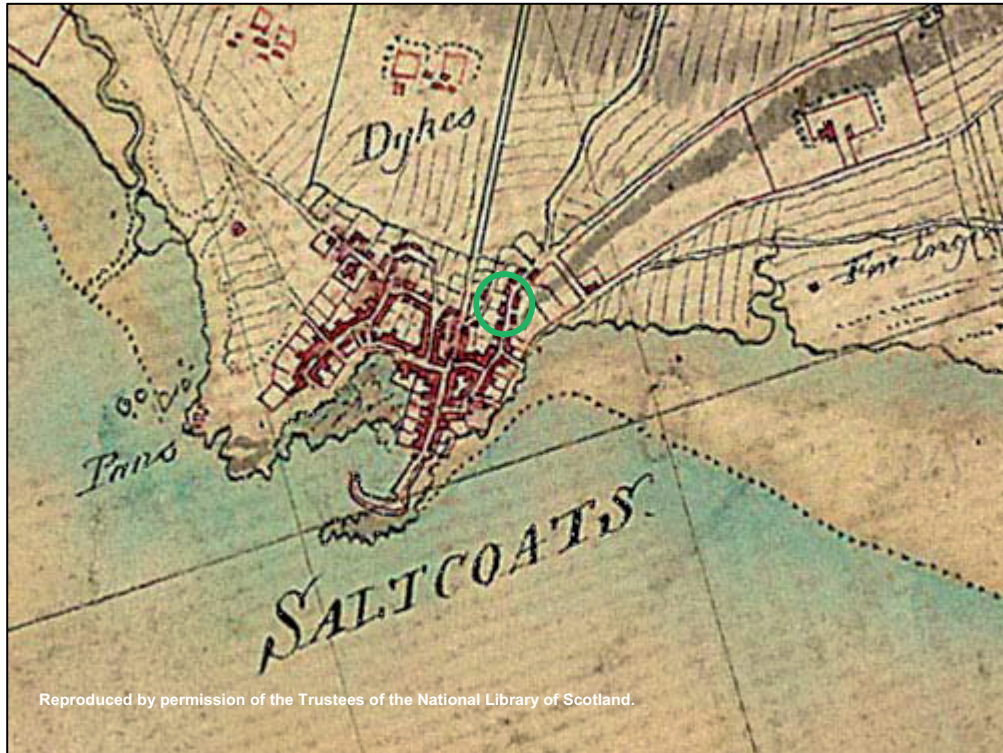 Dykes
Pans
SALTCOATS.
Reproduced by permission of the Trustees of the National Library of Scotland.